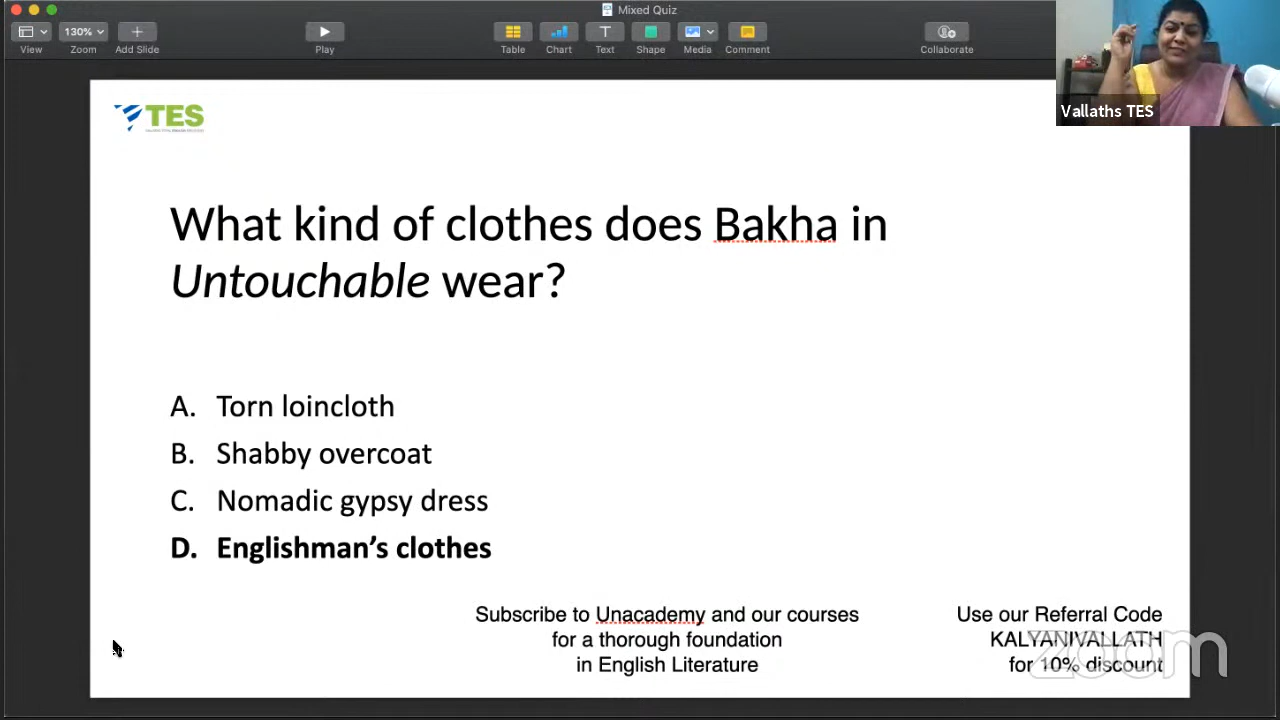 Mixed Quiz
130%
View
Zoom
Add Slide
Play
Table
Chart
Text
Shape
Media
Comment
Collaborate
Vallaths TES
TES
What kind of clothes does Bakha in
Untouchable wear?
A. Torn loincloth
B. Shabby overcoat
C. Nomadic gypsy dress
D. Englishman's clothes
Subscribe to Unacademy and our courses
for a thorough foundation
in English Literature
Use our Referral Code
KALYANIVALLATH
for 10% discount
zoom